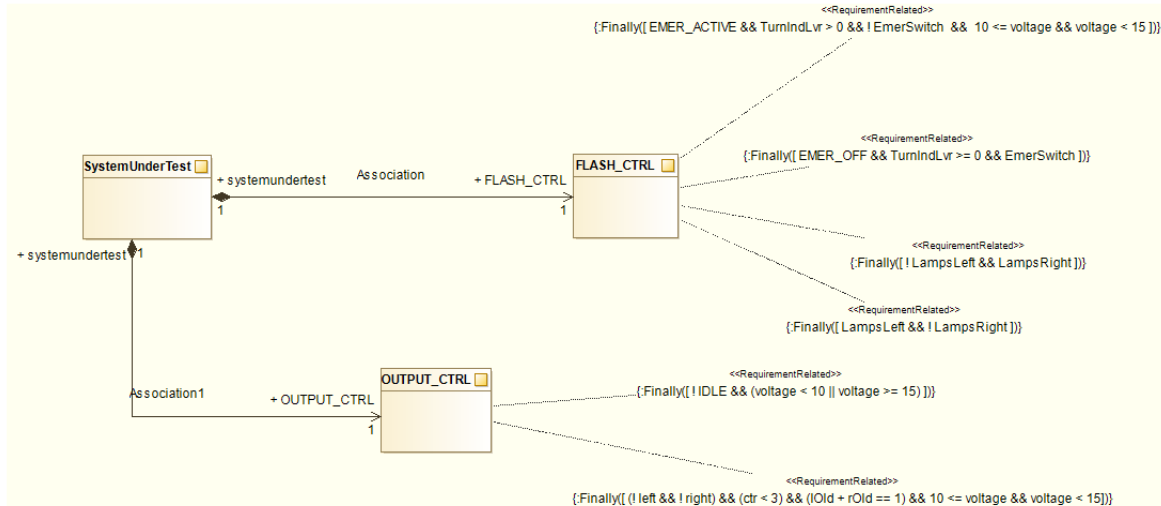 <<RequirementRelated>>
{:Finally([ EMER_ACTIVE && TurnIndLvr > 0 && ! EmerSwitch && 10 <= voltage && voltage < 15 ])}
<<RequirementRelated>>
{:Finally([ EMER_OFF && TurnIndLvr >= 0 && EmerSwitch ])}
SystemUnderTest
FLASH_CTRL
+ systemundertest
Association
+ FLASH_CTRL
1
1
<<RequirementRelated>>
{:Finally([ ! LampsLeft && LampsRight ])}
+ systemundertest
1
<<RequirementRelated>>
{:Finally([ LampsLeft && ! LampsRight ])}
OUTPUT_CTRL
<<RequirementRelated>>
{:Finally([ ! IDLE && (voltage < 10 || voltage >= 15) ])}
Association1
+ OUTPUT_CTRL
1
<<RequirementRelated>>
{:Finally([ (! left && ! right) && (ctr < 3) && (lOld + rOld == 1) && 10 <= voltage && voltage < 15])}